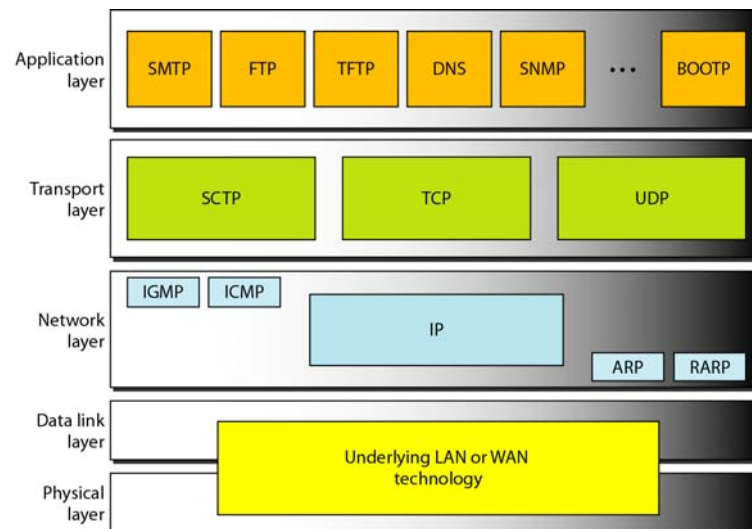 Application
layer
SMTP FTP TFTP DNS SNMP ... BOOTP
Transport
layer
SCTP TCP UDP
Network
layer
IGMP ICMP
IP
ARP RARP
Data link
layer
Underlying LAN or WAN
technology
Physical
layer